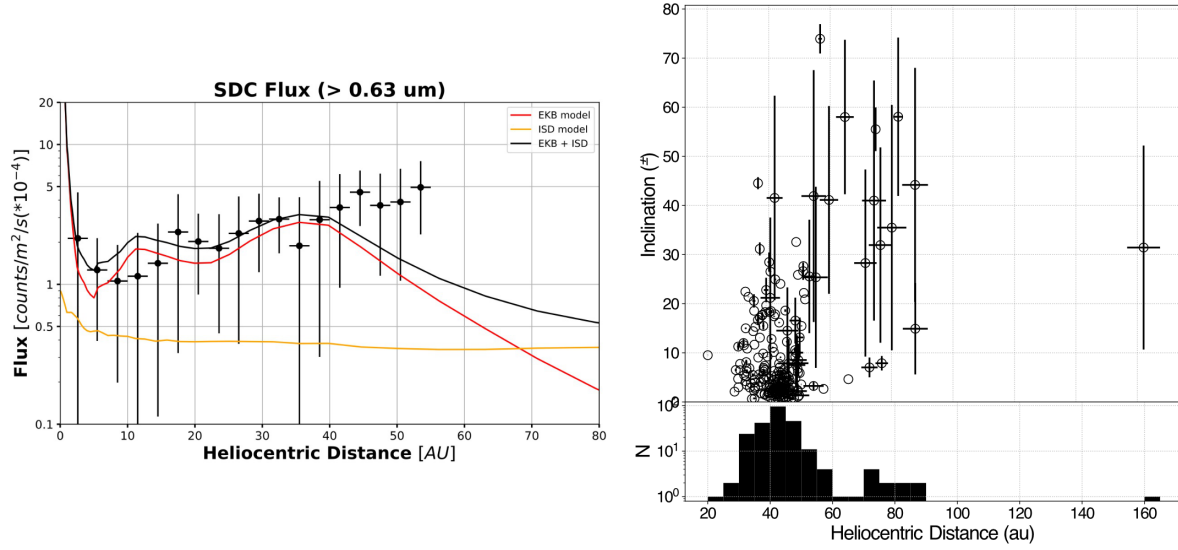 SDC Flux (> 0.63 um)
EKB model
ISD model
EKB + ISD
Flux [counts/m²/s(*10⁻⁴)]
20
10
5
1
0.5
0.1
0 10 20 30 40 50 60 70 80
Heliocentric Distance [AU]
80
70
60
50
40
30
20
10
0
Inclination (±)
10²
10¹
10⁰
N
20 40 60 80 100 120 140 160
Heliocentric Distance (au)